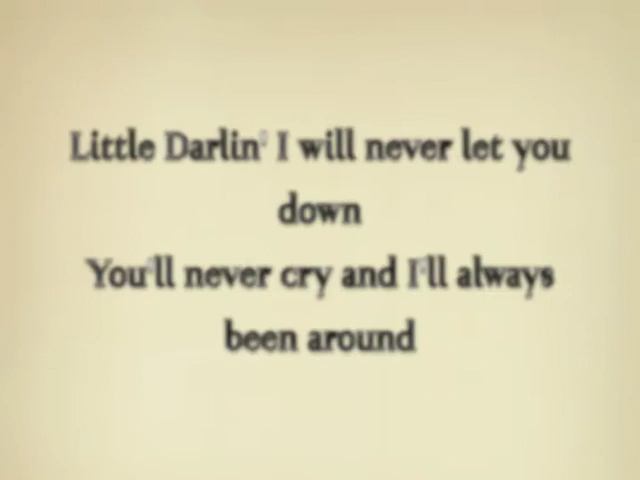 Little Darlin' I will never let you
down
You'll never cry and I'll always
been around